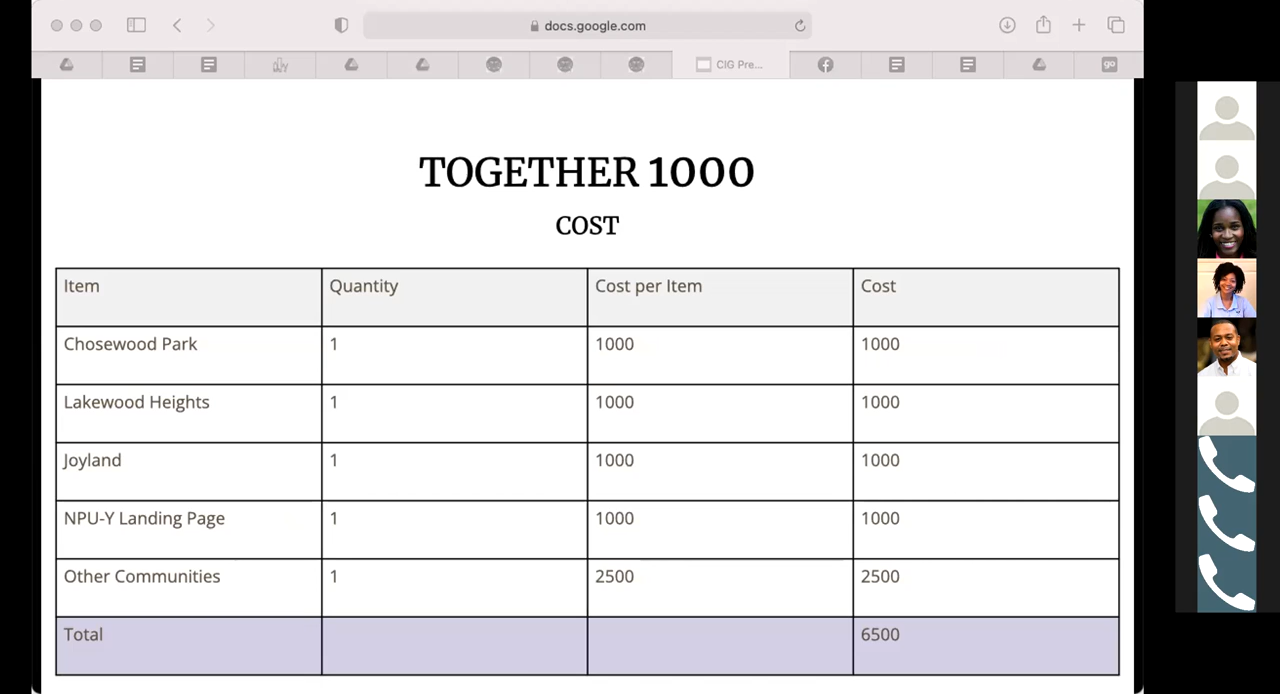 docs.google.com
CIG Pre...
go
TOGETHER 1000
COST
Item Quantity Cost per Item Cost
Chosewood Park 1 1000 1000
Lakewood Heights 1 1000 1000
Joyland 1 1000 1000
NPU-Y Landing Page 1 1000 1000
Other Communities 1 2500 2500
Total 6500